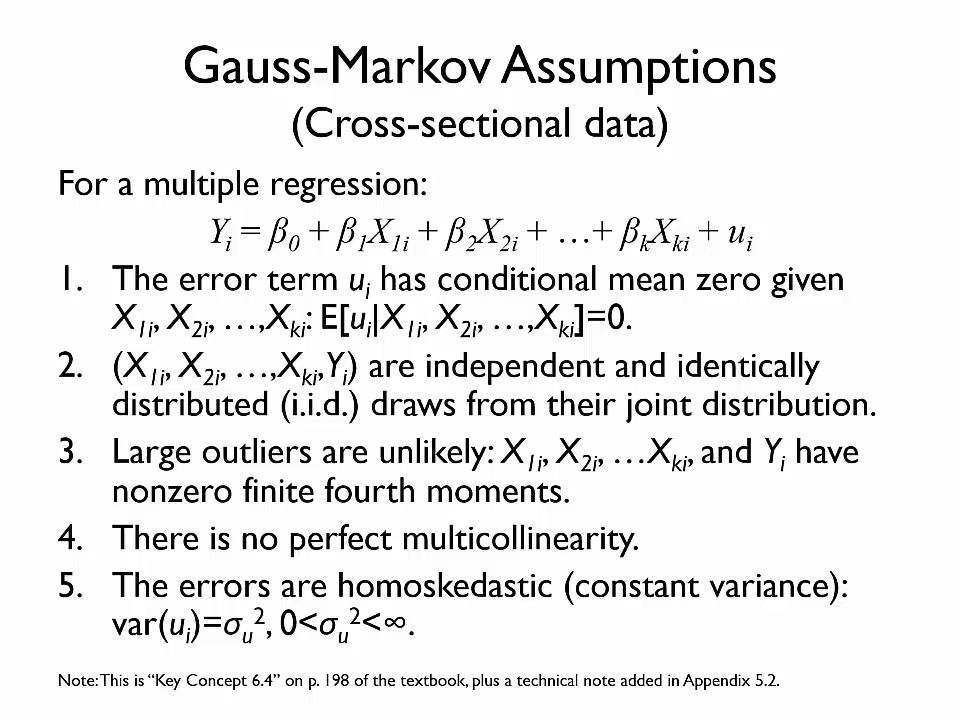 Gauss-Markov Assumptions
(Cross-sectional data)
For a multiple regression:
Yᵢ = β₀ + β₁X₁ᵢ + β₂X₂ᵢ + …+ βₖXₖᵢ + uᵢ
1. The error term uᵢ has conditional mean zero given
X₁ᵢ, X₂ᵢ, …,Xₖᵢ: E[uᵢ|X₁ᵢ, X₂ᵢ, …,Xₖᵢ]=0.
2. (X₁ᵢ, X₂ᵢ, …,Xₖᵢ,Yᵢ) are independent and identically
distributed (i.i.d.) draws from their joint distribution.
3. Large outliers are unlikely: X₁ᵢ, X₂ᵢ, …Xₖᵢ, and Yᵢ have
nonzero finite fourth moments.
4. There is no perfect multicollinearity.
5. The errors are homoskedastic (constant variance):
var(uᵢ)=σᵤ², 0<σᵤ²<∞.
Note: This is “Key Concept 6.4” on p. 198 of the textbook, plus a technical note added in Appendix 5.2.